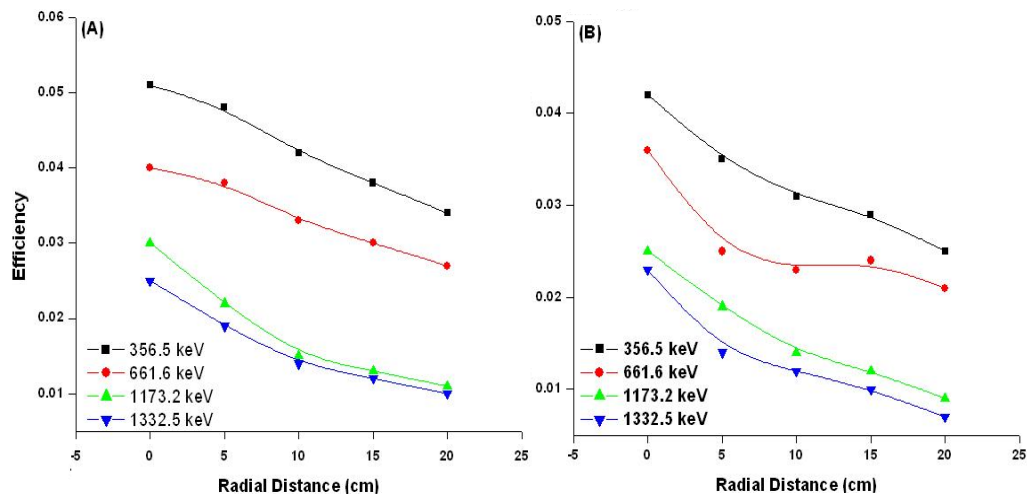 (A)
0.06
0.05
0.04
0.03
0.02
0.01
Efficiency
356.5 keV
661.6 keV
1173.2 keV
1332.5 keV
-5 0 5 10 15 20 25
Radial Distance (cm)
(B)
0.05
0.04
0.03
0.02
0.01
356.5 keV
661.6 keV
1173.2 keV
1332.5 keV
-5 0 5 10 15 20 25
Radial Distance (cm)